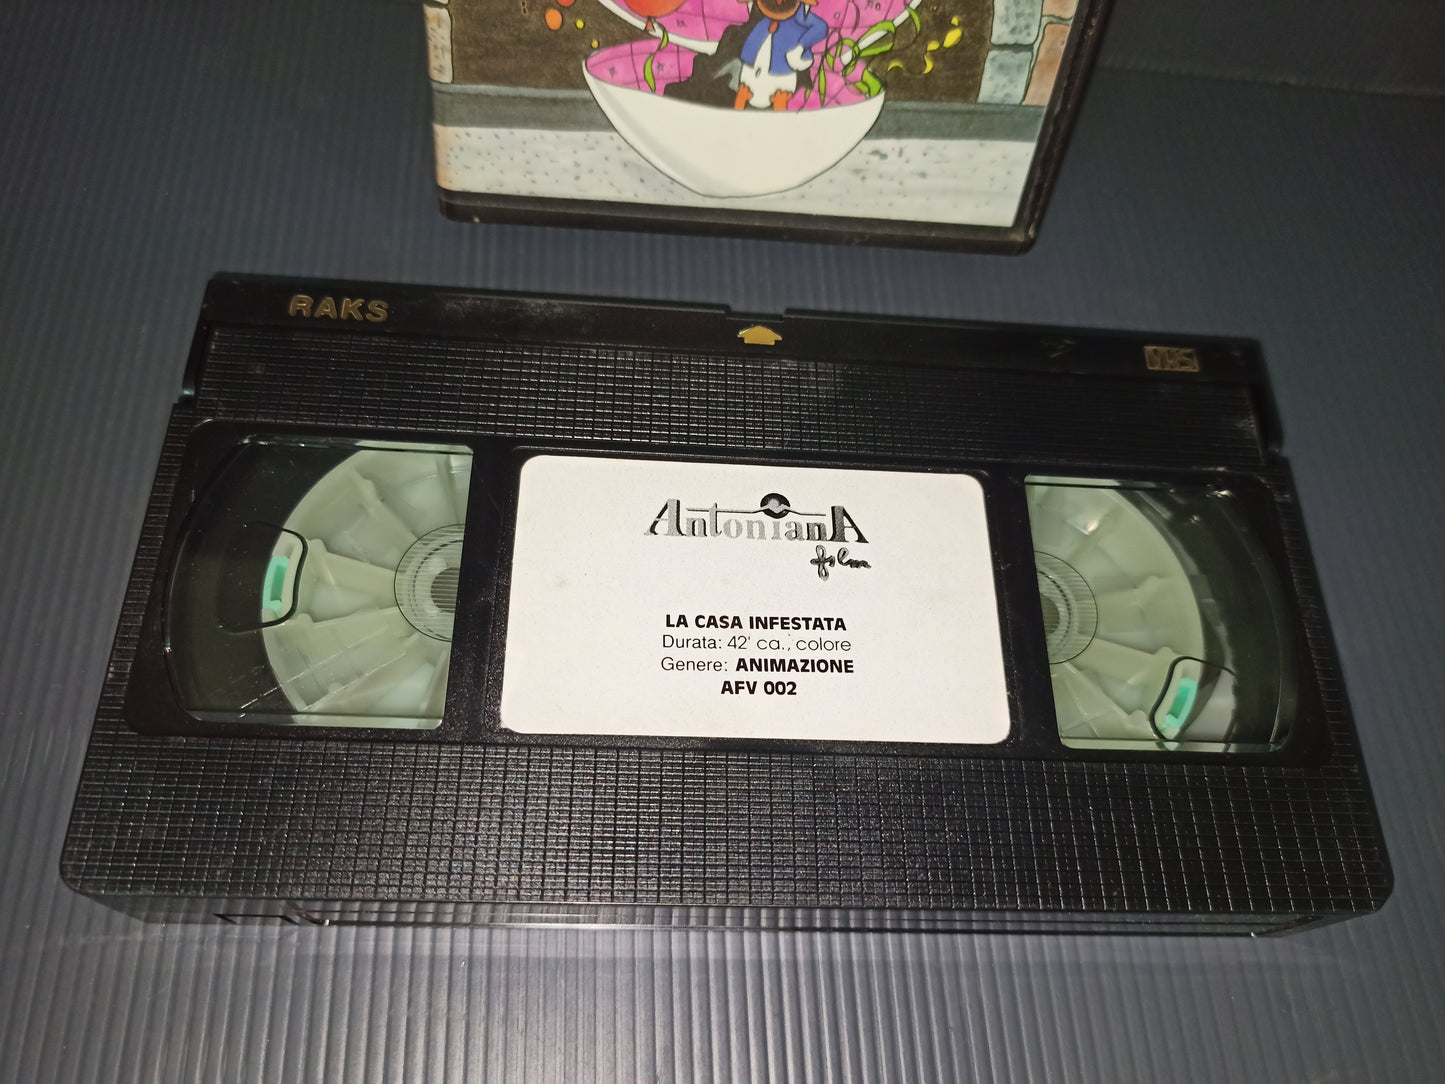 RAKS
VHS
AntonianA
film
LA CASA INFESTATA
Durata: 42' ca., colore
Genere: ANIMAZIONE
AFV 002